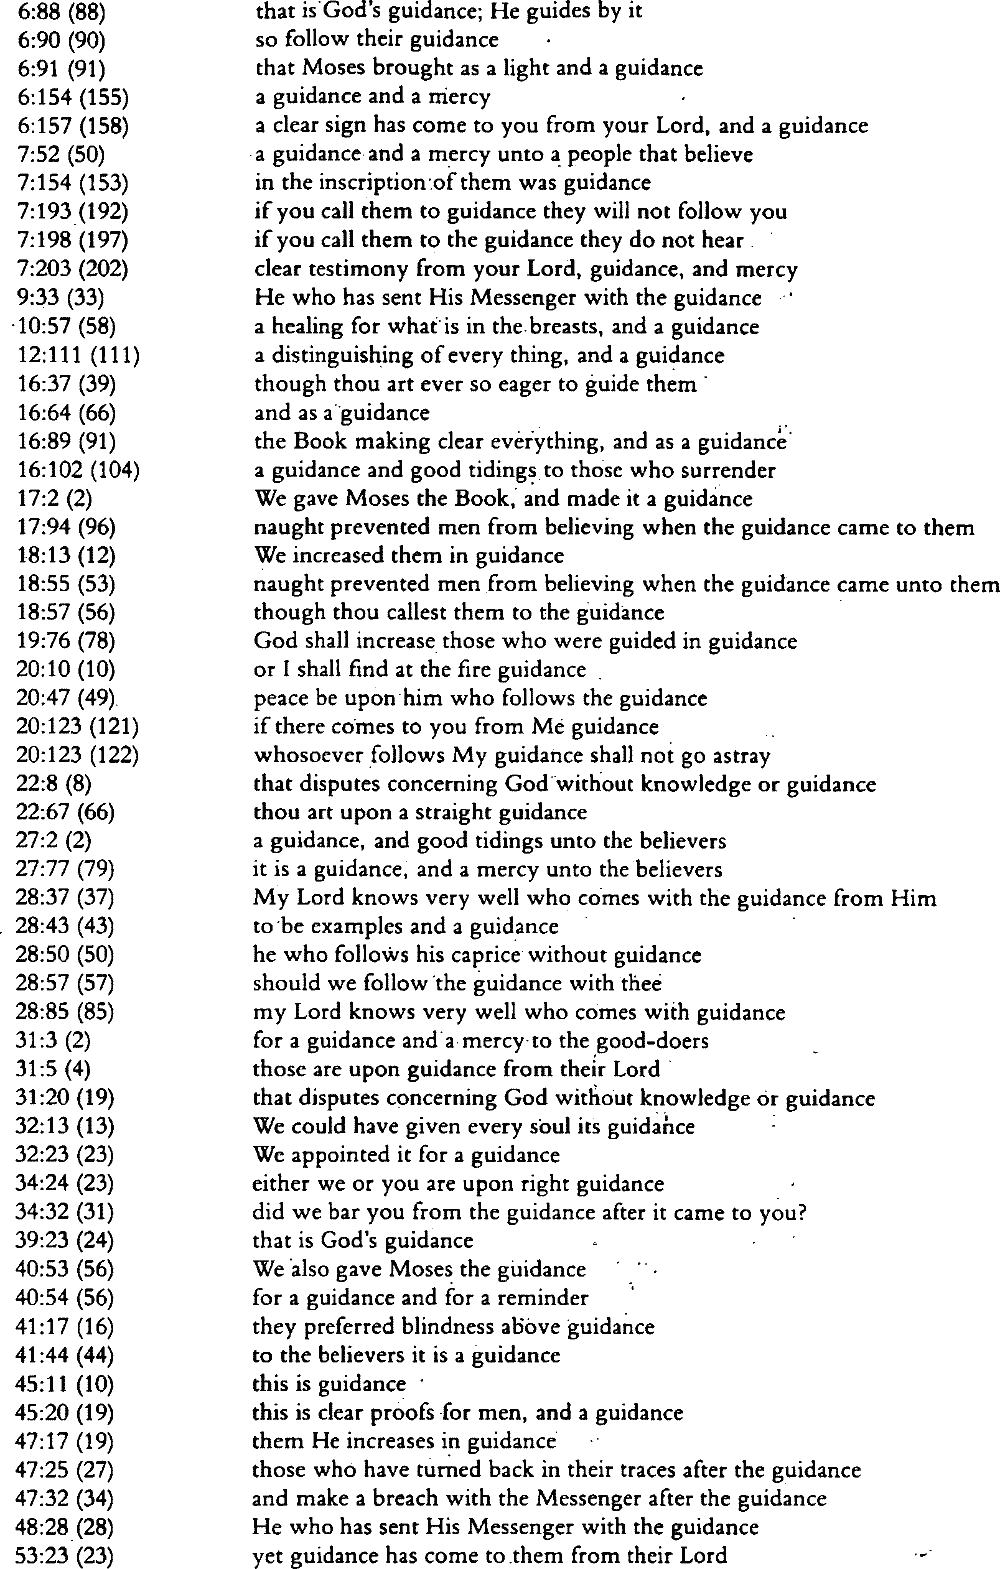 6:88 (88) that is God's guidance; He guides by it
6:90 (90) so follow their guidance
6:91 (91) that Moses brought as a light and a guidance
6:154 (155) a guidance and a mercy
6:157 (158) a clear sign has come to you from your Lord, and a guidance
7:52 (50) a guidance and a mercy unto a people that believe
7:154 (153) in the inscription of them was guidance
7:193 (192) if you call them to guidance they will not follow you
7:198 (197) if you call them to the guidance they do not hear
7:203 (202) clear testimony from your Lord, guidance, and mercy
9:33 (33) He who has sent His Messenger with the guidance
10:57 (58) a healing for what is in the breasts, and a guidance
12:111 (111) a distinguishing of every thing, and a guidance
16:37 (39) though thou art ever so eager to guide them
16:64 (66) and as a guidance
16:89 (91) the Book making clear everything, and as a guidance
16:102 (104) a guidance and good tidings to those who surrender
17:2 (2) We gave Moses the Book, and made it a guidance
17:94 (96) naught prevented men from believing when the guidance came to them
18:13 (12) We increased them in guidance
18:55 (53) naught prevented men from believing when the guidance came unto them
18:57 (56) though thou callest them to the guidance
19:76 (78) God shall increase those who were guided in guidance
20:10 (10) or I shall find at the fire guidance
20:47 (49) peace be upon him who follows the guidance
20:123 (121) if there comes to you from Me guidance
20:123 (122) whosoever follows My guidance shall not go astray
22:8 (8) that disputes concerning God without knowledge or guidance
22:67 (66) thou art upon a straight guidance
27:2 (2) a guidance, and good tidings unto the believers
27:77 (79) it is a guidance, and a mercy unto the believers
28:37 (37) My Lord knows very well who comes with the guidance from Him
28:43 (43) to be examples and a guidance
28:50 (50) he who follows his caprice without guidance
28:57 (57) should we follow the guidance with thee
28:85 (85) my Lord knows very well who comes with guidance
31:3 (2) for a guidance and a mercy to the good-doers
31:5 (4) those are upon guidance from their Lord
31:20 (19) that disputes concerning God without knowledge or guidance
32:13 (13) We could have given every soul its guidance
32:23 (23) We appointed it for a guidance
34:24 (23) either we or you are upon right guidance
34:32 (31) did we bar you from the guidance after it came to you?
39:23 (24) that is God's guidance
40:53 (56) We also gave Moses the guidance
40:54 (56) for a guidance and for a reminder
41:17 (16) they preferred blindness above guidance
41:44 (44) to the believers it is a guidance
45:11 (10) this is guidance
45:20 (19) this is clear proofs for men, and a guidance
47:17 (19) them He increases in guidance
47:25 (27) those who have turned back in their traces after the guidance
47:32 (34) and make a breach with the Messenger after the guidance
48:28 (28) He who has sent His Messenger with the guidance
53:23 (23) yet guidance has come to them from their Lord